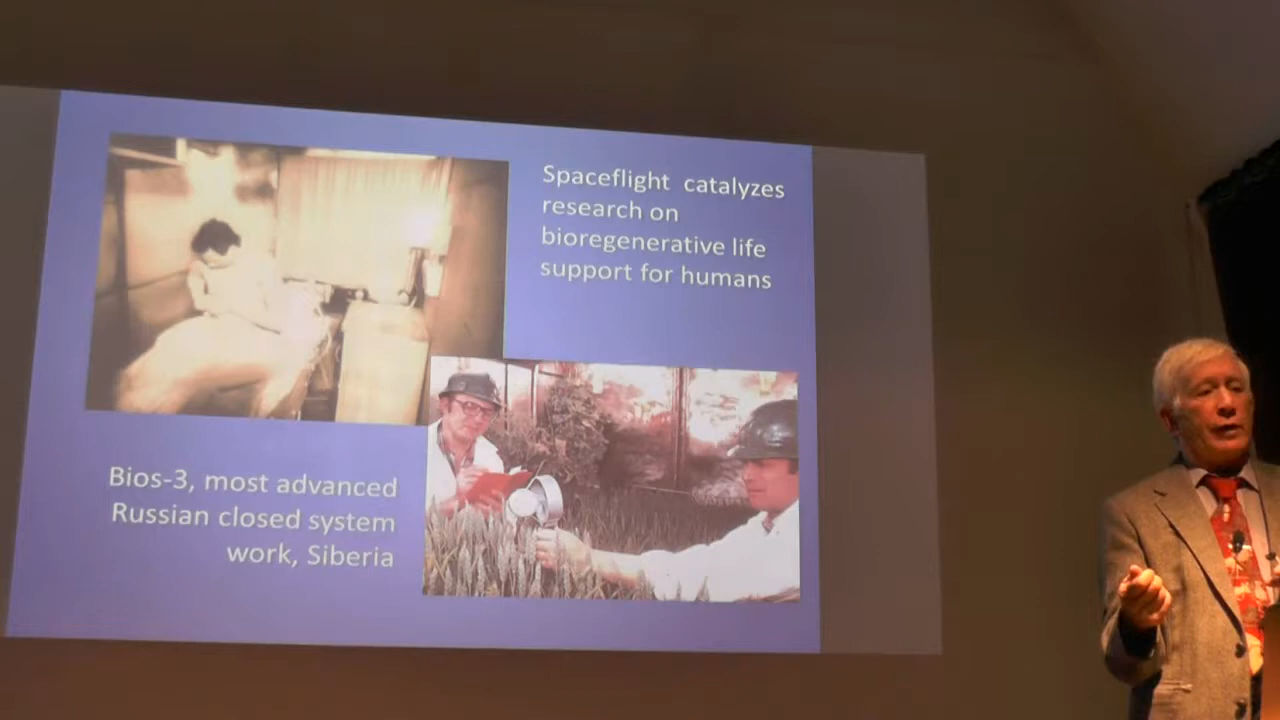 Spaceflight catalyzes
research on
bioregenerative life
support for humans
Bios-3, most advanced
Russian closed system
work, Siberia